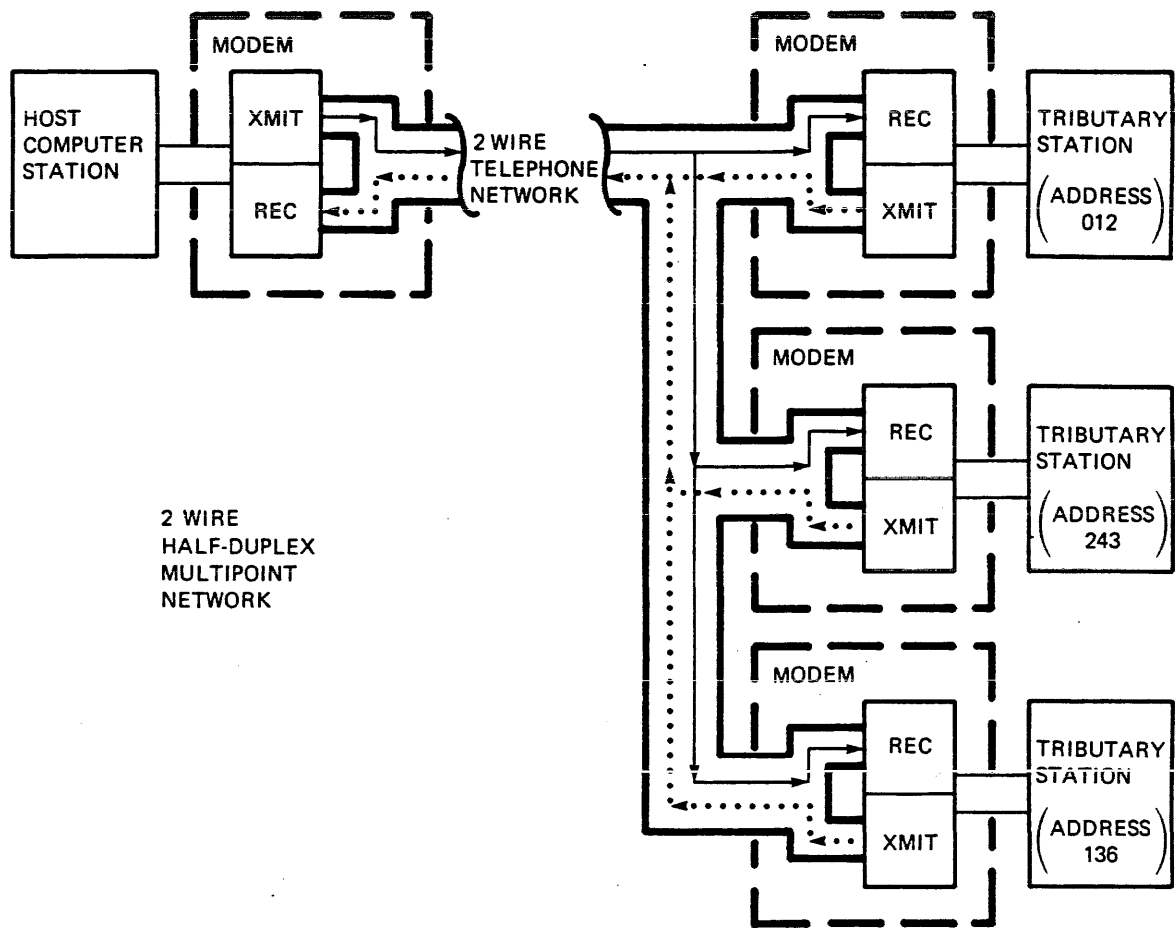 MODEM
HOST
COMPUTER
STATION
XMIT
REC
2 WIRE
TELEPHONE
NETWORK
MODEM
REC
XMIT
TRIBUTARY
STATION
(ADDRESS
012)
MODEM
REC
XMIT
TRIBUTARY
STATION
(ADDRESS
243)
2 WIRE
HALF-DUPLEX
MULTIPOINT
NETWORK
MODEM
REC
XMIT
TRIBUTARY
STATION
(ADDRESS
136)